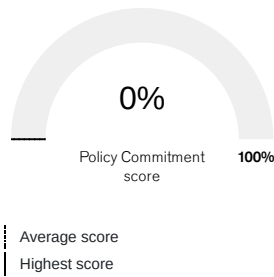 0%
Policy Commitment 100%
score
Average score
Highest score